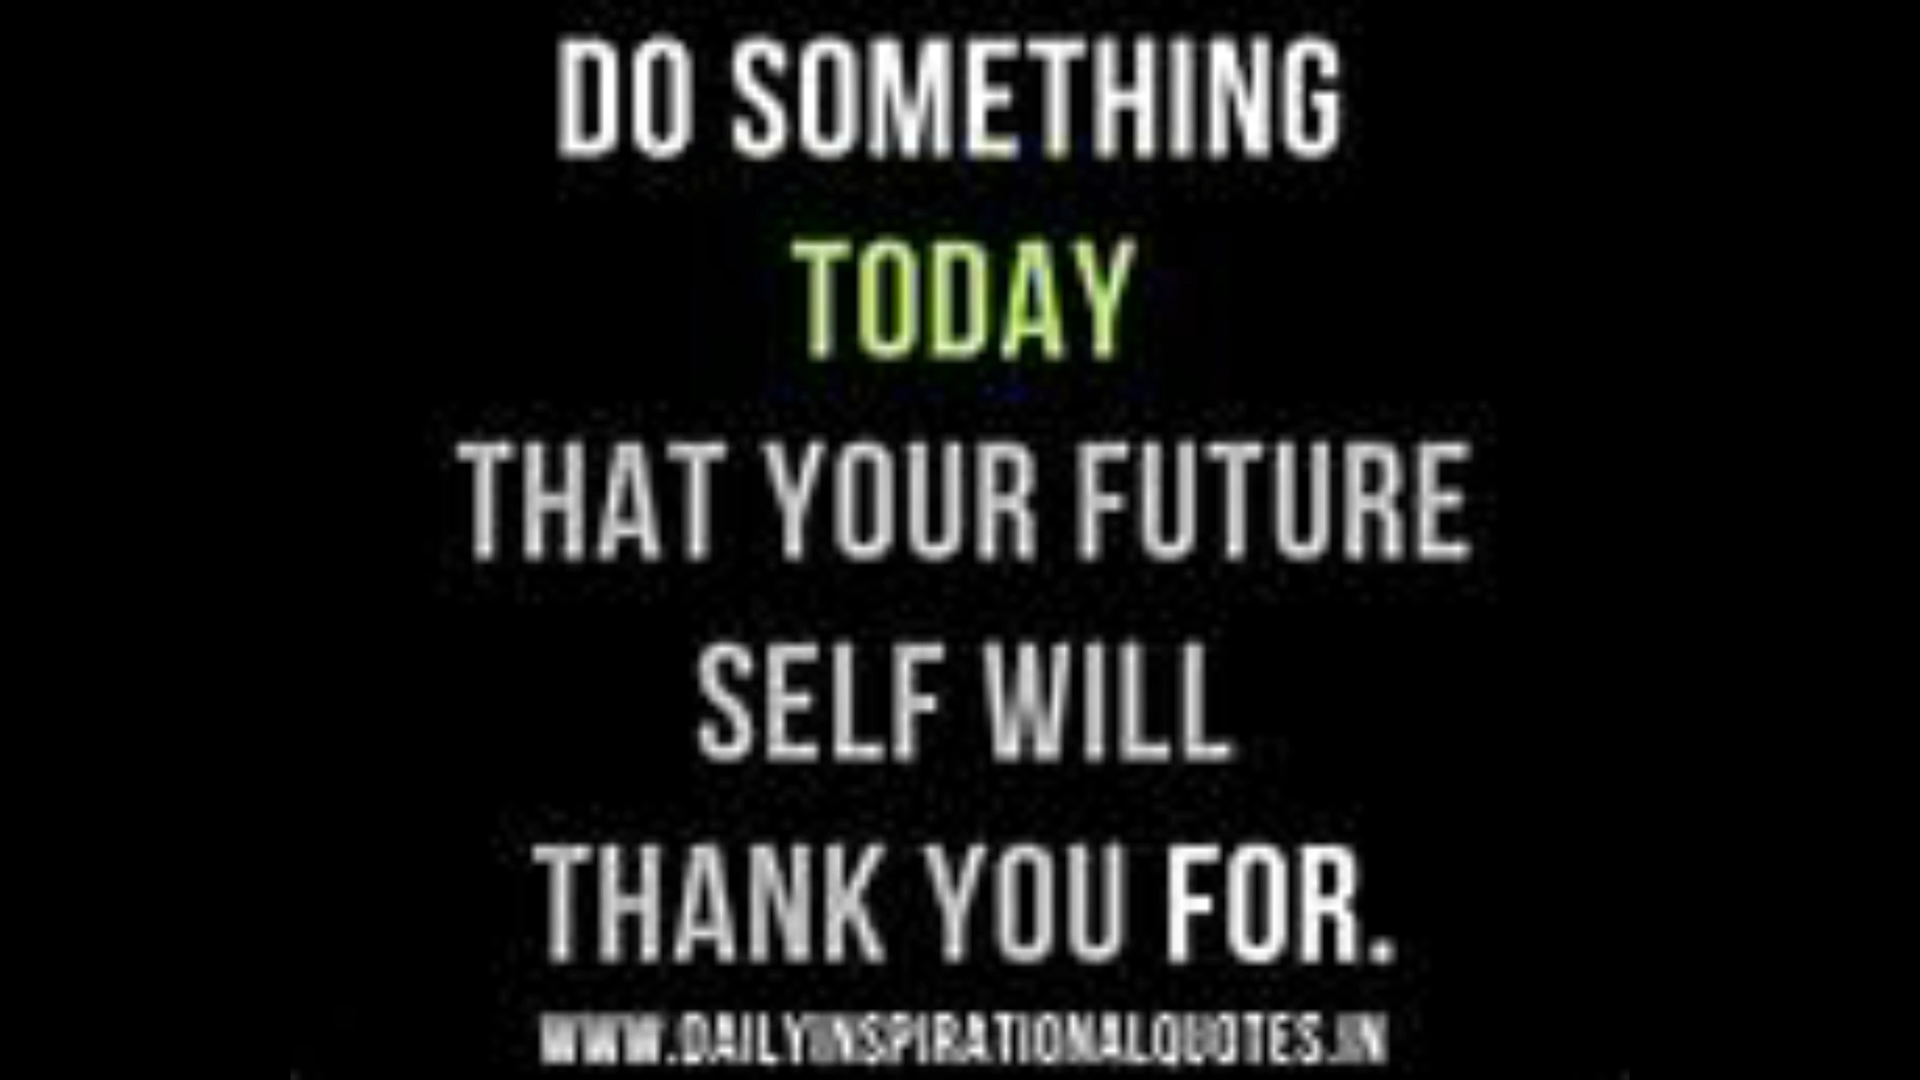 DO SOMETHING
TODAY
THAT YOUR FUTURE
SELF WILL
THANK YOU FOR.
WWW.DAILYINSPIRATIONALQUOTES.IN